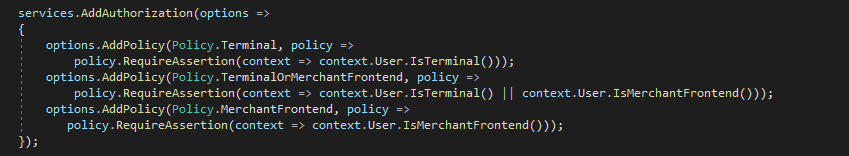 services.AddAuthorization(options =>
{
    options.AddPolicy(Policy.Terminal, policy =>
        policy.RequireAssertion(context => context.User.IsTerminal()));
    options.AddPolicy(Policy.TerminalOrMerchantFrontend, policy =>
        policy.RequireAssertion(context => context.User.IsTerminal() || context.User.IsMerchantFrontend()));
    options.AddPolicy(Policy.MerchantFrontend, policy =>
       policy.RequireAssertion(context => context.User.IsMerchantFrontend()));
});